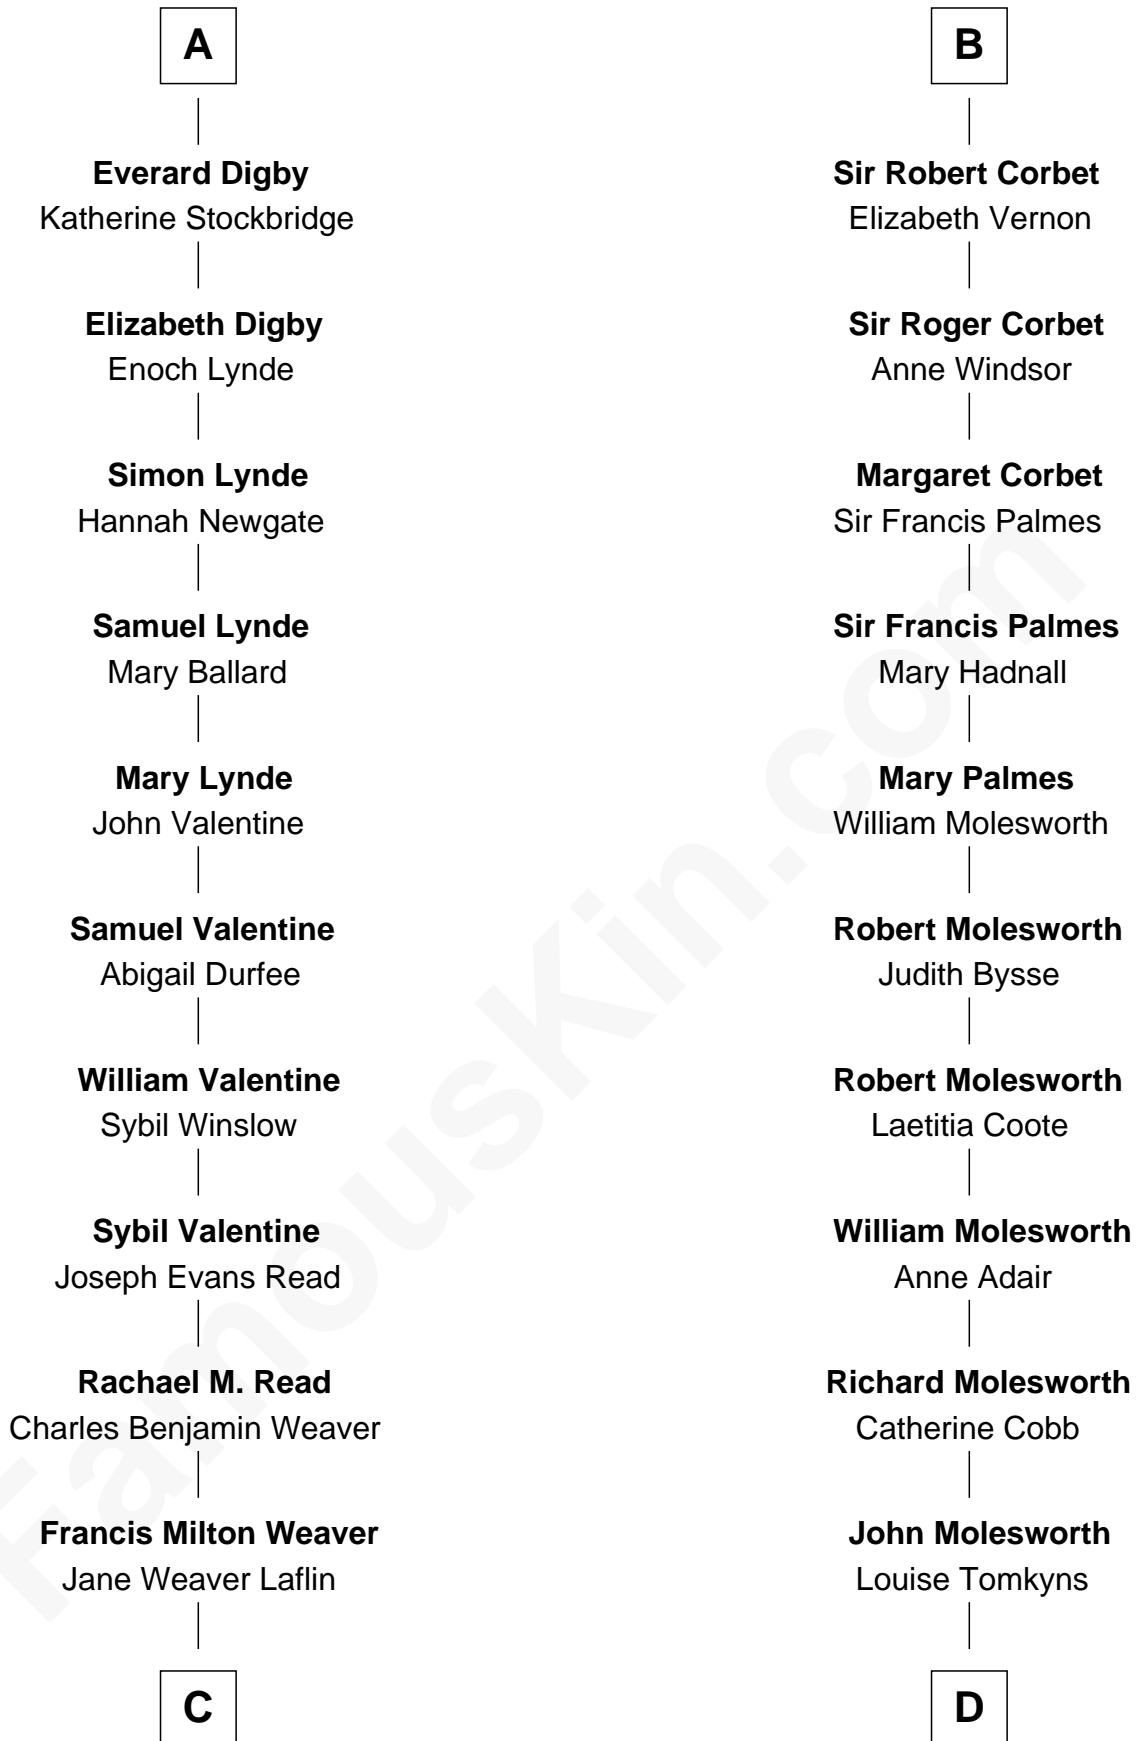 A
Everard Digby
Katherine Stockbridge
Elizabeth Digby
Enoch Lynde
Simon Lynde
Hannah Newgate
Samuel Lynde
Mary Ballard
Mary Lynde
John Valentine
Samuel Valentine
Abigail Durfee
William Valentine
Sybil Winslow
Sybil Valentine
Joseph Evans Read
Rachael M. Read
Charles Benjamin Weaver
Francis Milton Weaver
Jane Weaver Laflin
C
B
Sir Robert Corbet
Elizabeth Vernon
Sir Roger Corbet
Anne Windsor
Margaret Corbet
Sir Francis Palmes
Sir Francis Palmes
Mary Hadnall
Mary Palmes
William Molesworth
Robert Molesworth
Judith Bysse
Robert Molesworth
Laetitia Coote
William Molesworth
Anne Adair
Richard Molesworth
Catherine Cobb
John Molesworth
Louise Tomkyns
D
FamousKin.com